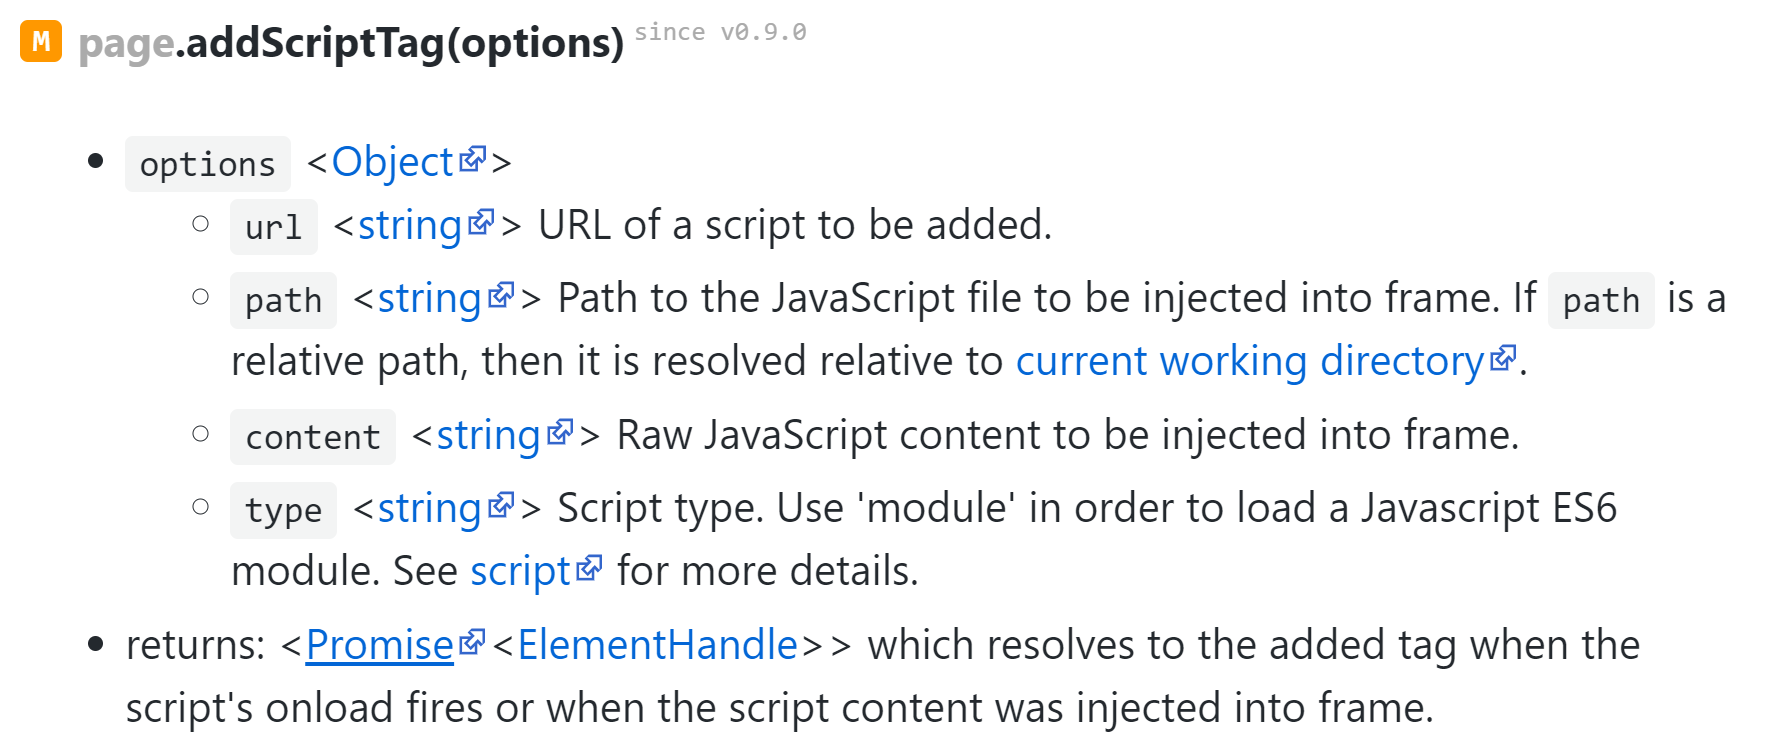 M page.addScriptTag(options) since v0.9.0
options <Object>
url <string> URL of a script to be added.
path <string> Path to the JavaScript file to be injected into frame. If path is a
relative path, then it is resolved relative to current working directory.
content <string> Raw JavaScript content to be injected into frame.
type <string> Script type. Use 'module' in order to load a Javascript ES6
module. See script for more details.
returns: <Promise<ElementHandle>> which resolves to the added tag when the
script's onload fires or when the script content was injected into frame.